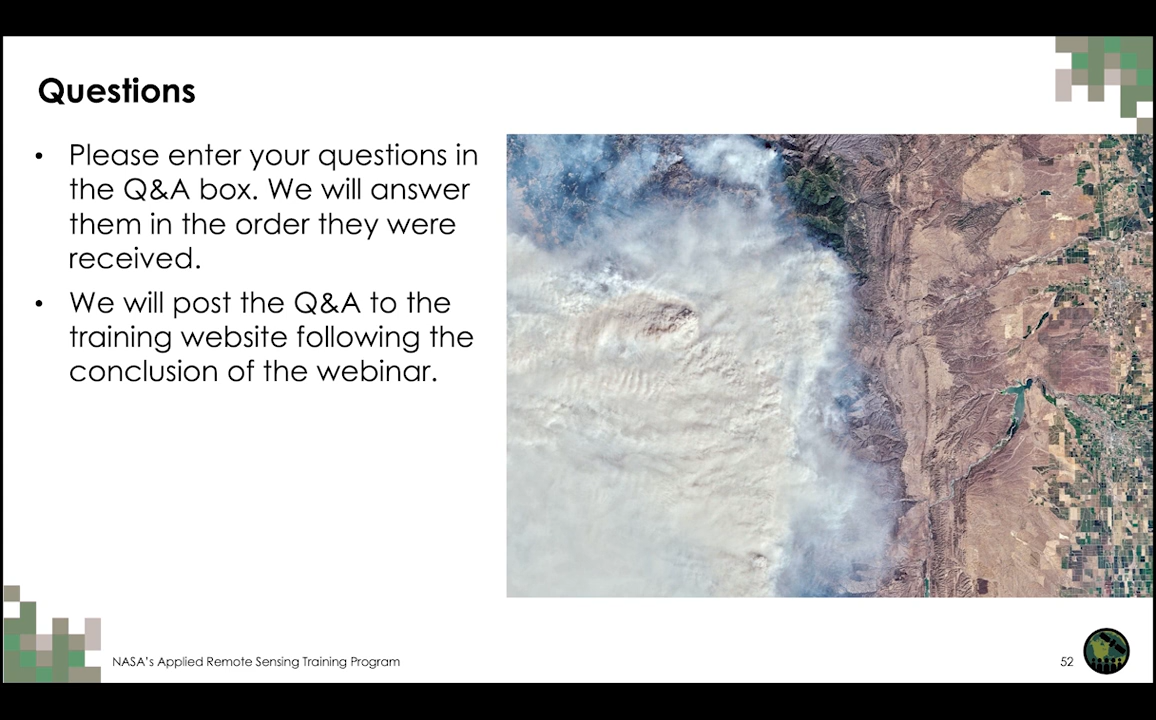 Questions
• Please enter your questions in
the Q&A box. We will answer
them in the order they were
received.
• We will post the Q&A to the
training website following the
conclusion of the webinar.
NASA's Applied Remote Sensing Training Program
52